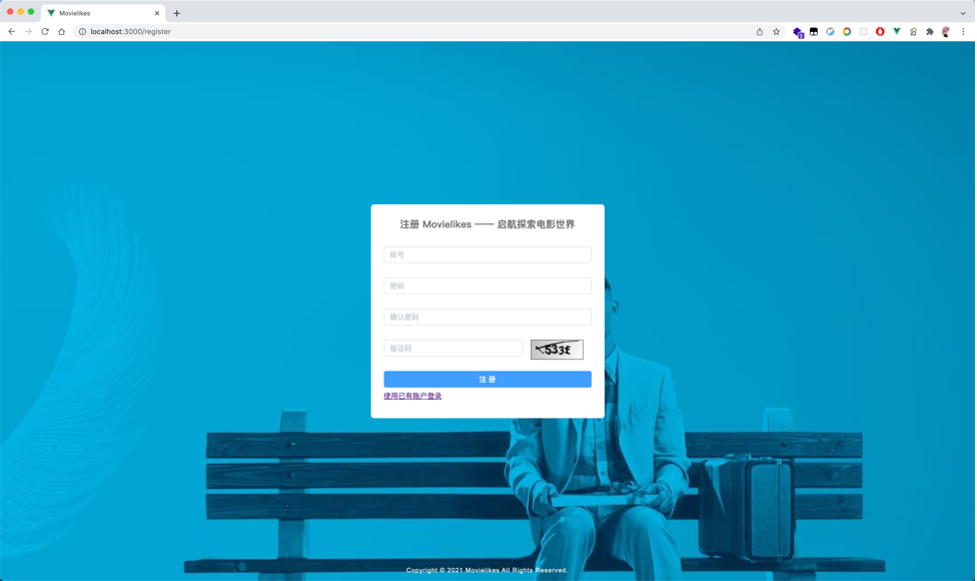 Movielikes
localhost:3000/register
注册 Movielikes —— 启航探索电影世界
账号
密码
确认密码
验证码
注 册
使用已有账户登录
Copyright © 2021 Movielikes All Rights Reserved.